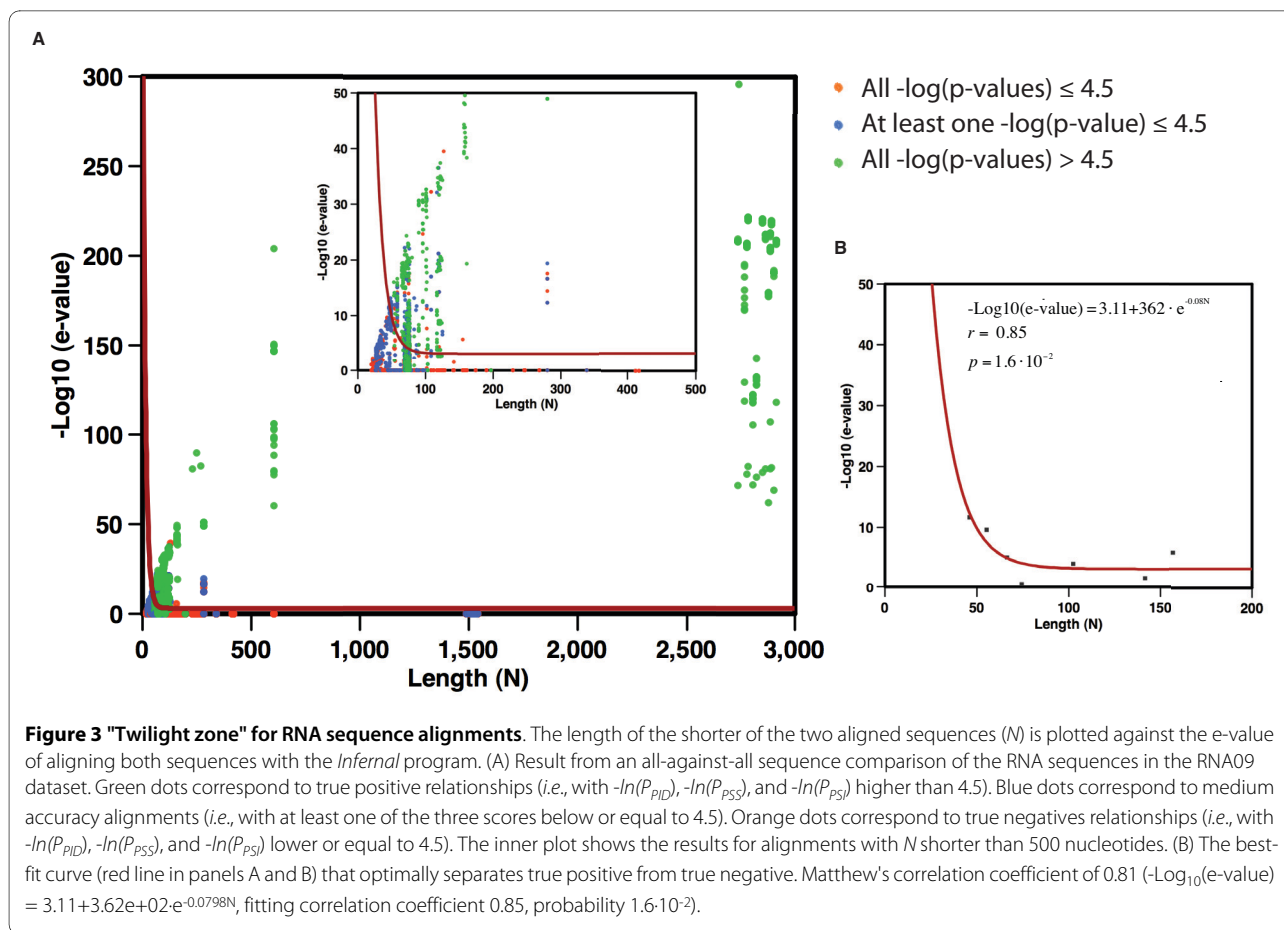 A
300
250
200
150
100
50
0
-Log10 (e-value)
0 500 1,000 1,500 2,000 2,500 3,000
Length (N)
50
40
30
20
10
0
-Log10 (e-value)
0 100 200 300 400 500
Length (N)
All -log(p-values) ≤ 4.5
At least one -log(p-value) ≤ 4.5
All -log(p-values) > 4.5
B
50
40
30
20
10
0
-Log10 (e-value)
-Log10(e-value) = 3.11+362 · e^-0.08N
r = 0.85
p = 1.6·10^-2
0 50 100 150 200
Length (N)
Figure 3 "Twilight zone" for RNA sequence alignments. The length of the shorter of the two aligned sequences (N) is plotted against the e-value
of aligning both sequences with the Infernal program. (A) Result from an all-against-all sequence comparison of the RNA sequences in the RNA09
dataset. Green dots correspond to true positive relationships (i.e., with -ln(P_PID), -ln(P_PSS), and -ln(P_PSI) higher than 4.5). Blue dots correspond to medium
accuracy alignments (i.e., with at least one of the three scores below or equal to 4.5). Orange dots correspond to true negatives relationships (i.e., with
-ln(P_PID), -ln(P_PSS), and -ln(P_PSI) lower or equal to 4.5). The inner plot shows the results for alignments with N shorter than 500 nucleotides. (B) The best-
fit curve (red line in panels A and B) that optimally separates true positive from true negative. Matthew's correlation coefficient of 0.81 (-Log10(e-value)
= 3.11+3.62e+02·e^-0.0798N, fitting correlation coefficient 0.85, probability 1.6·10^-2).